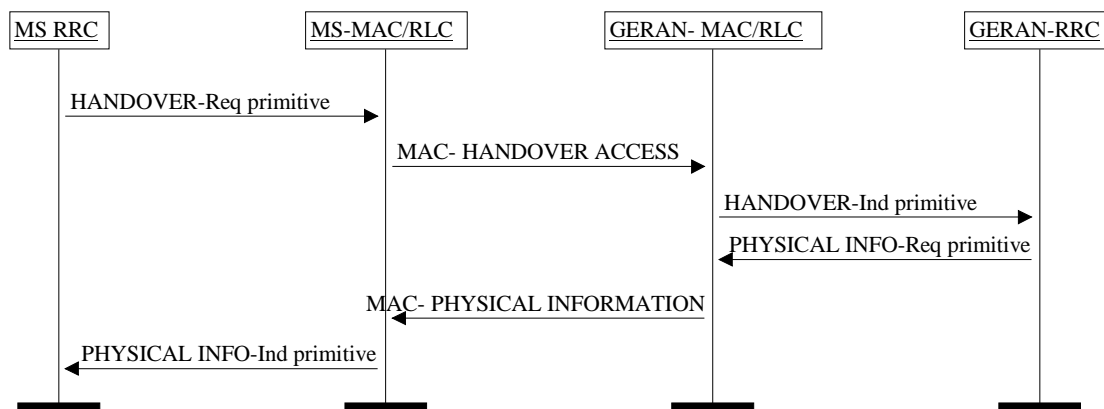 MS RRC
MS-MAC/RLC
GERAN- MAC/RLC
GERAN-RRC
HANDOVER-Req primitive
MAC- HANDOVER ACCESS
HANDOVER-Ind primitive
PHYSICAL INFO-Req primitive
MAC- PHYSICAL INFORMATION
PHYSICAL INFO-Ind primitive